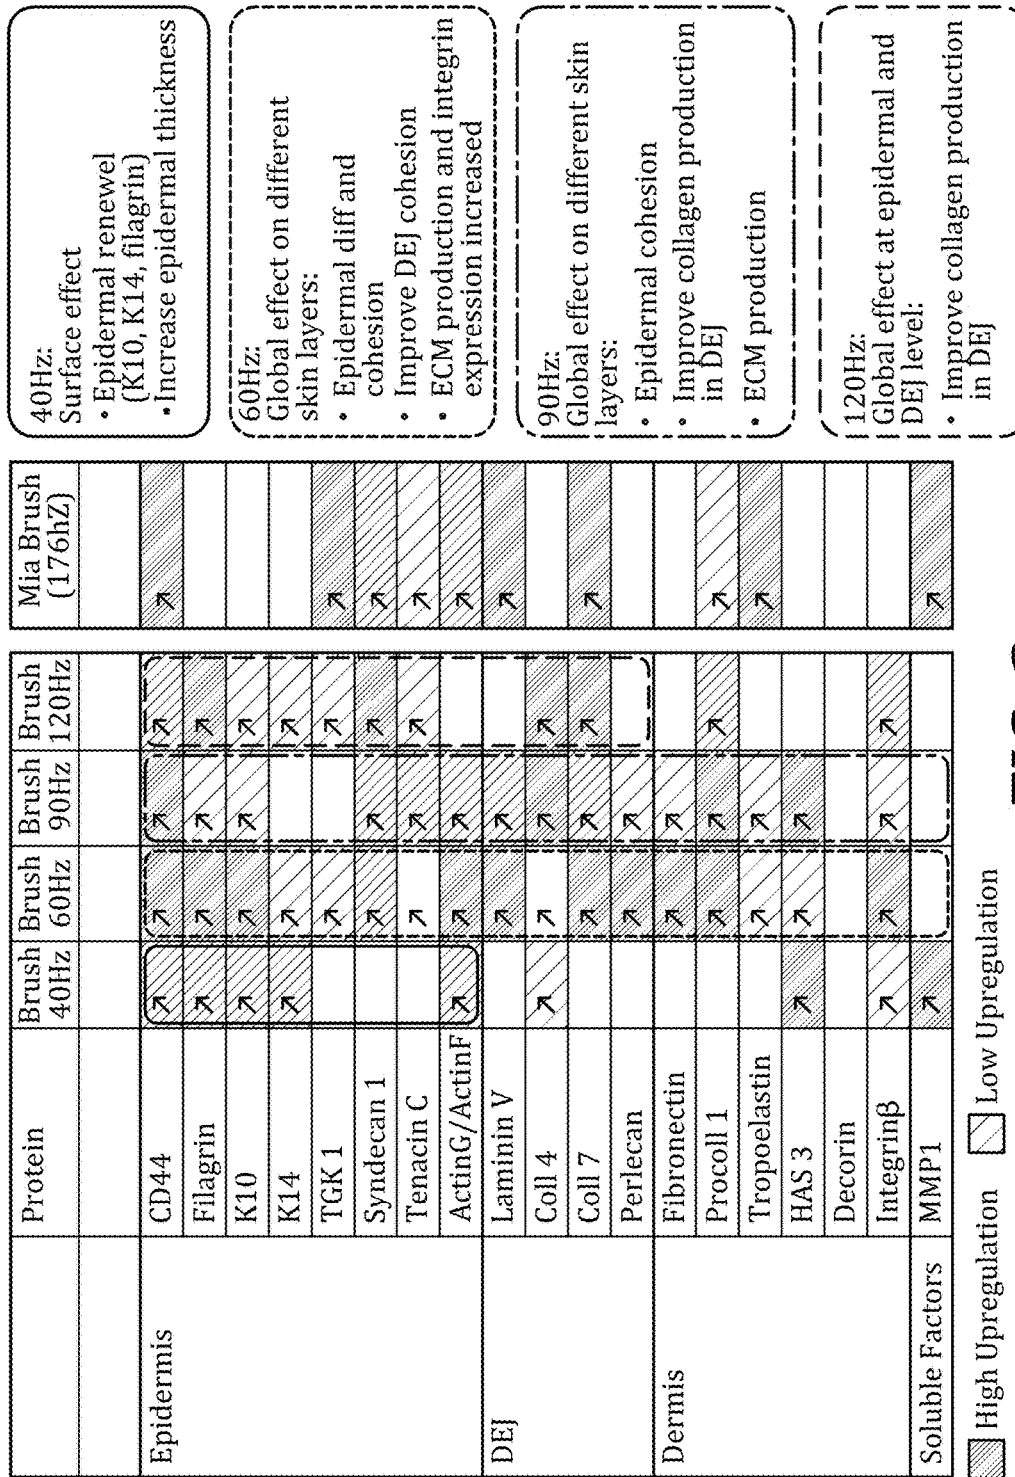 Protein
Brush 40Hz
Brush 60Hz
Brush 90Hz
Brush 120Hz
Mia Brush (176hZ)
Epidermis
CD44
Filagrin
K10
K14
TGK 1
Syndecan 1
Tenacin C
ActinG/ActinF
DEJ
Laminin V
Coll 4
Coll 7
Perlecan
Dermis
Fibronectin
Procoll 1
Tropoelastin
HAS 3
Decorin
Integrinβ
Soluble Factors
MMP1
High Upregulation
Low Upregulation
40Hz:
Surface effect
• Epidermal renewel
(K10, K14, filagrin)
• Increase epidermal thickness
60Hz:
Global effect on different
skin layers:
• Epidermal diff and
cohesion
• Improve DEJ cohesion
• ECM production and integrin
expression increased
90Hz:
Global effect on different skin
layers:
• Epidermal cohesion
• Improve collagen production
in DEJ
• ECM production
120Hz:
Global effect at epidermal and
DEJ level:
• Improve collagen production
in DEJ